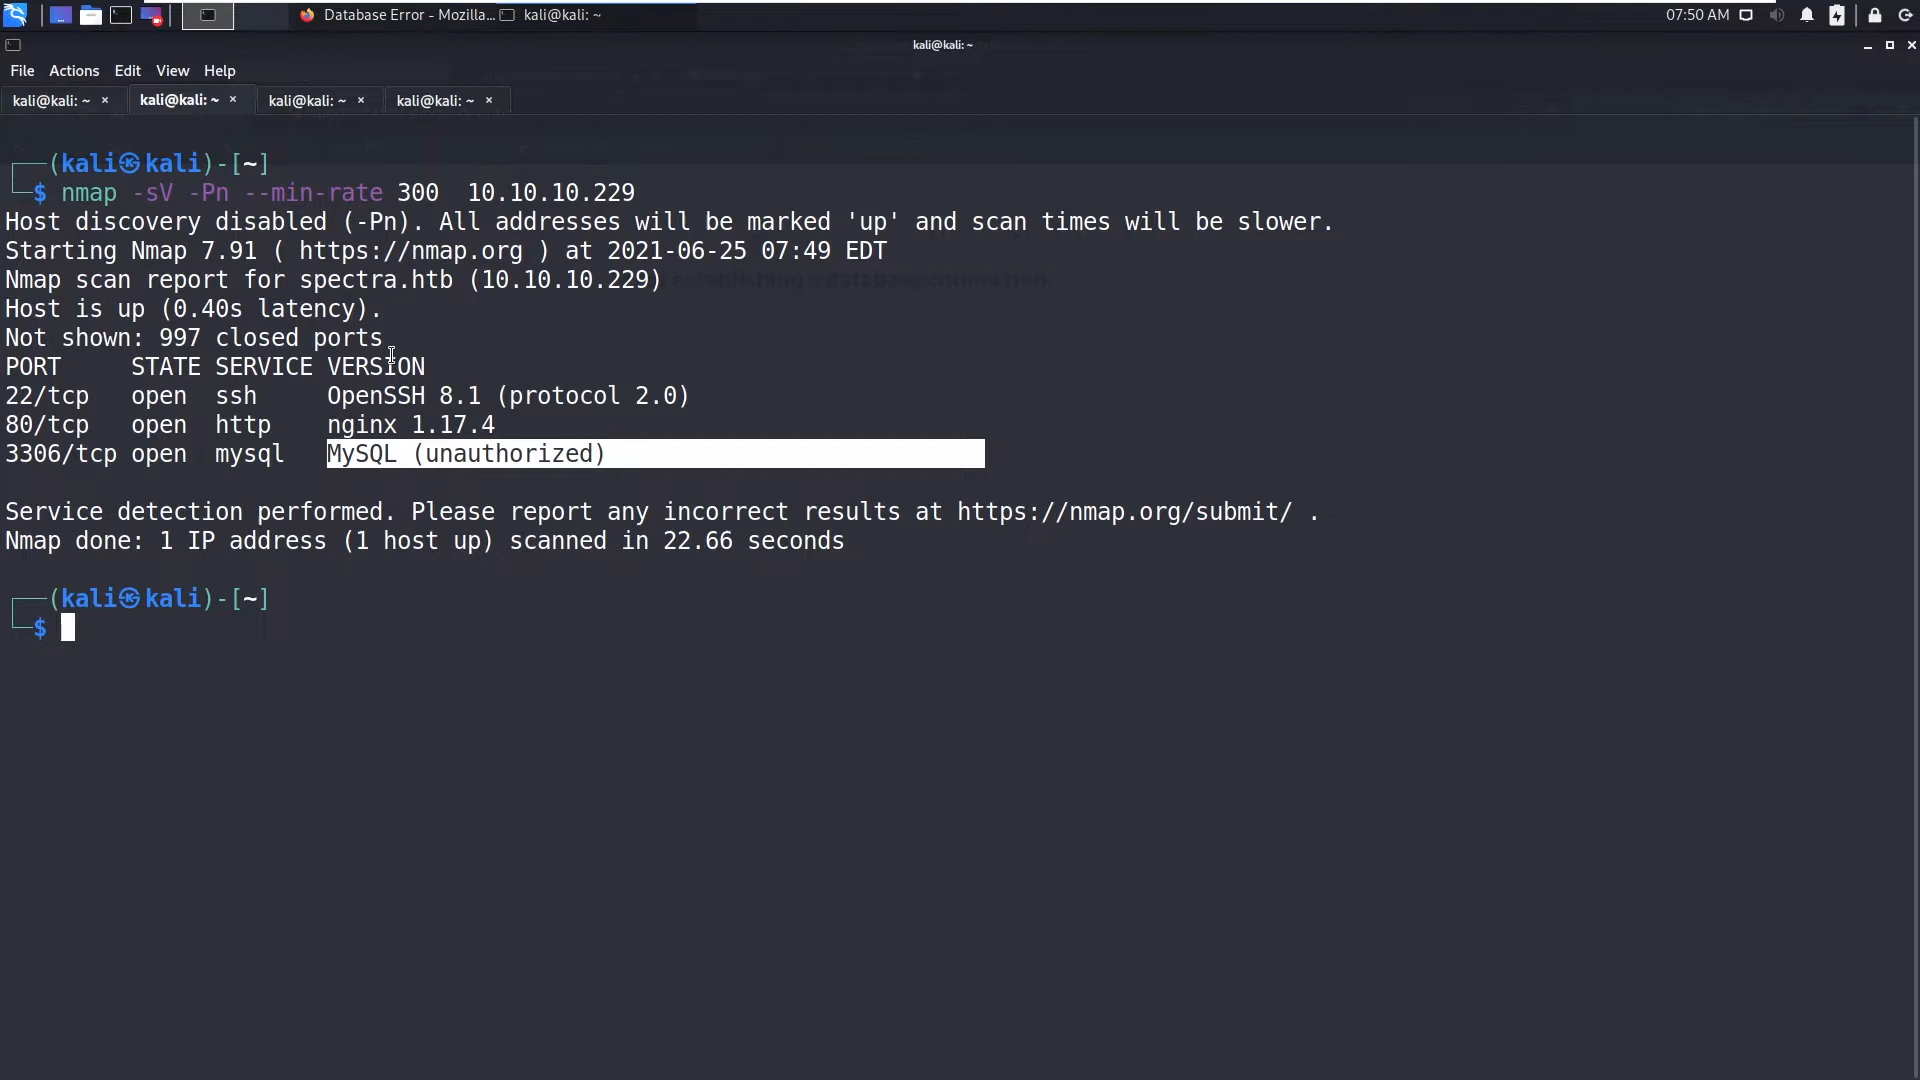 Database Error - Mozilla...
kali@kali: ~
07:50 AM
kali@kali: ~
File Actions Edit View Help
kali@kali: ~ × kali@kali: ~ × kali@kali: ~ × kali@kali: ~ ×
(kali㉿kali)-[~]
$ nmap -sV -Pn --min-rate 300  10.10.10.229
Host discovery disabled (-Pn). All addresses will be marked 'up' and scan times will be slower.
Starting Nmap 7.91 ( https://nmap.org ) at 2021-06-25 07:49 EDT
Nmap scan report for spectra.htb (10.10.10.229)
Host is up (0.40s latency).
Not shown: 997 closed ports
PORT     STATE SERVICE VERSION
22/tcp   open  ssh     OpenSSH 8.1 (protocol 2.0)
80/tcp   open  http    nginx 1.17.4
3306/tcp open  mysql   MySQL (unauthorized)
Service detection performed. Please report any incorrect results at https://nmap.org/submit/ .
Nmap done: 1 IP address (1 host up) scanned in 22.66 seconds
(kali㉿kali)-[~]
$